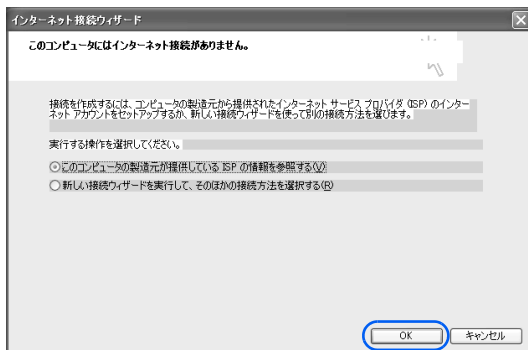 インターネット接続ウィザード
このコンピュータにはインターネット接続がありません。
接続を作成するには、コンピュータの製造元から提供されたインターネット サービス プロバイダ (ISP) のインター
ネット アカウントをセットアップするか、新しい接続ウィザードを使って別の接続方法を選びます。
実行する操作を選択してください。
このコンピュータの製造元が提供している ISP の情報を参照する(V)
新しい接続ウィザードを実行して、そのほかの接続方法を選択する(R)
OK
キャンセル